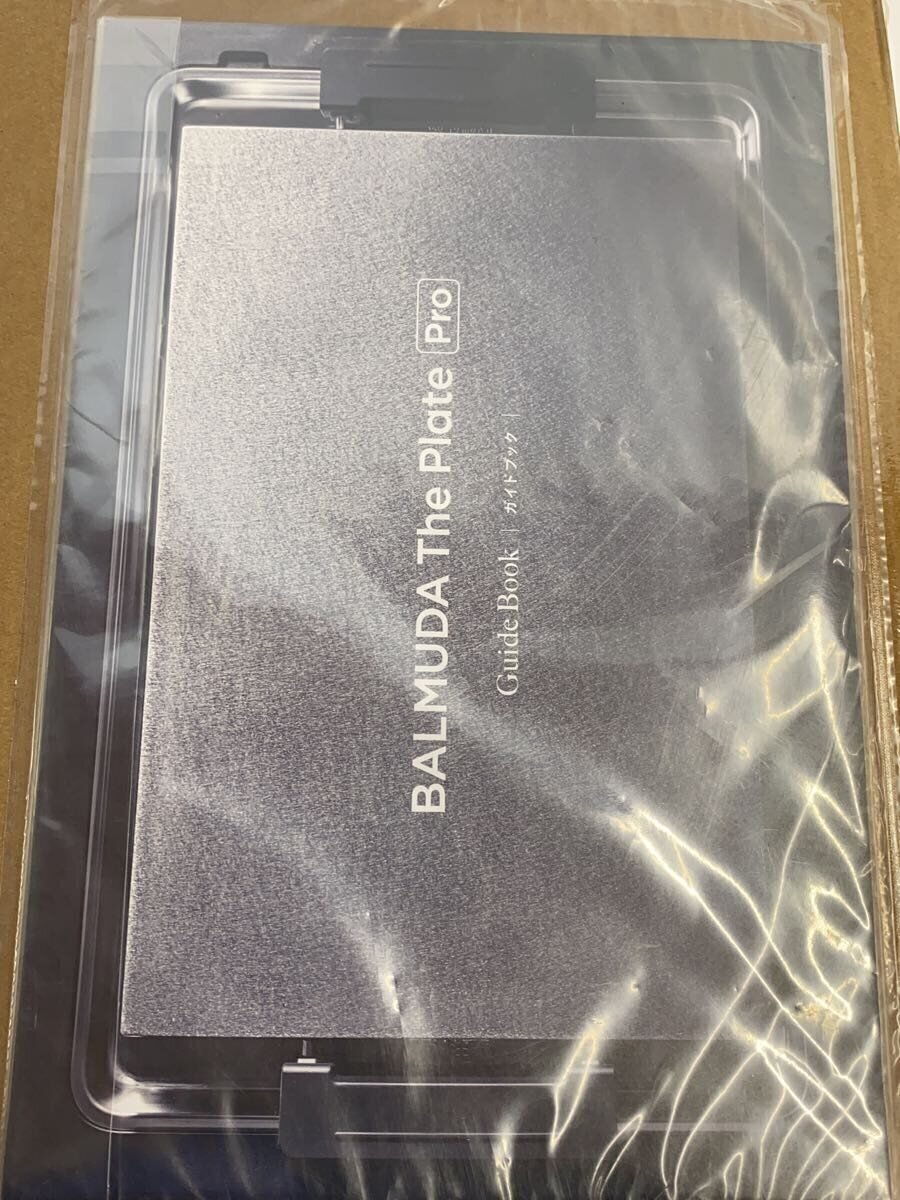 BALMUDA The Plate Pro
Guide Book | ガイドブック |